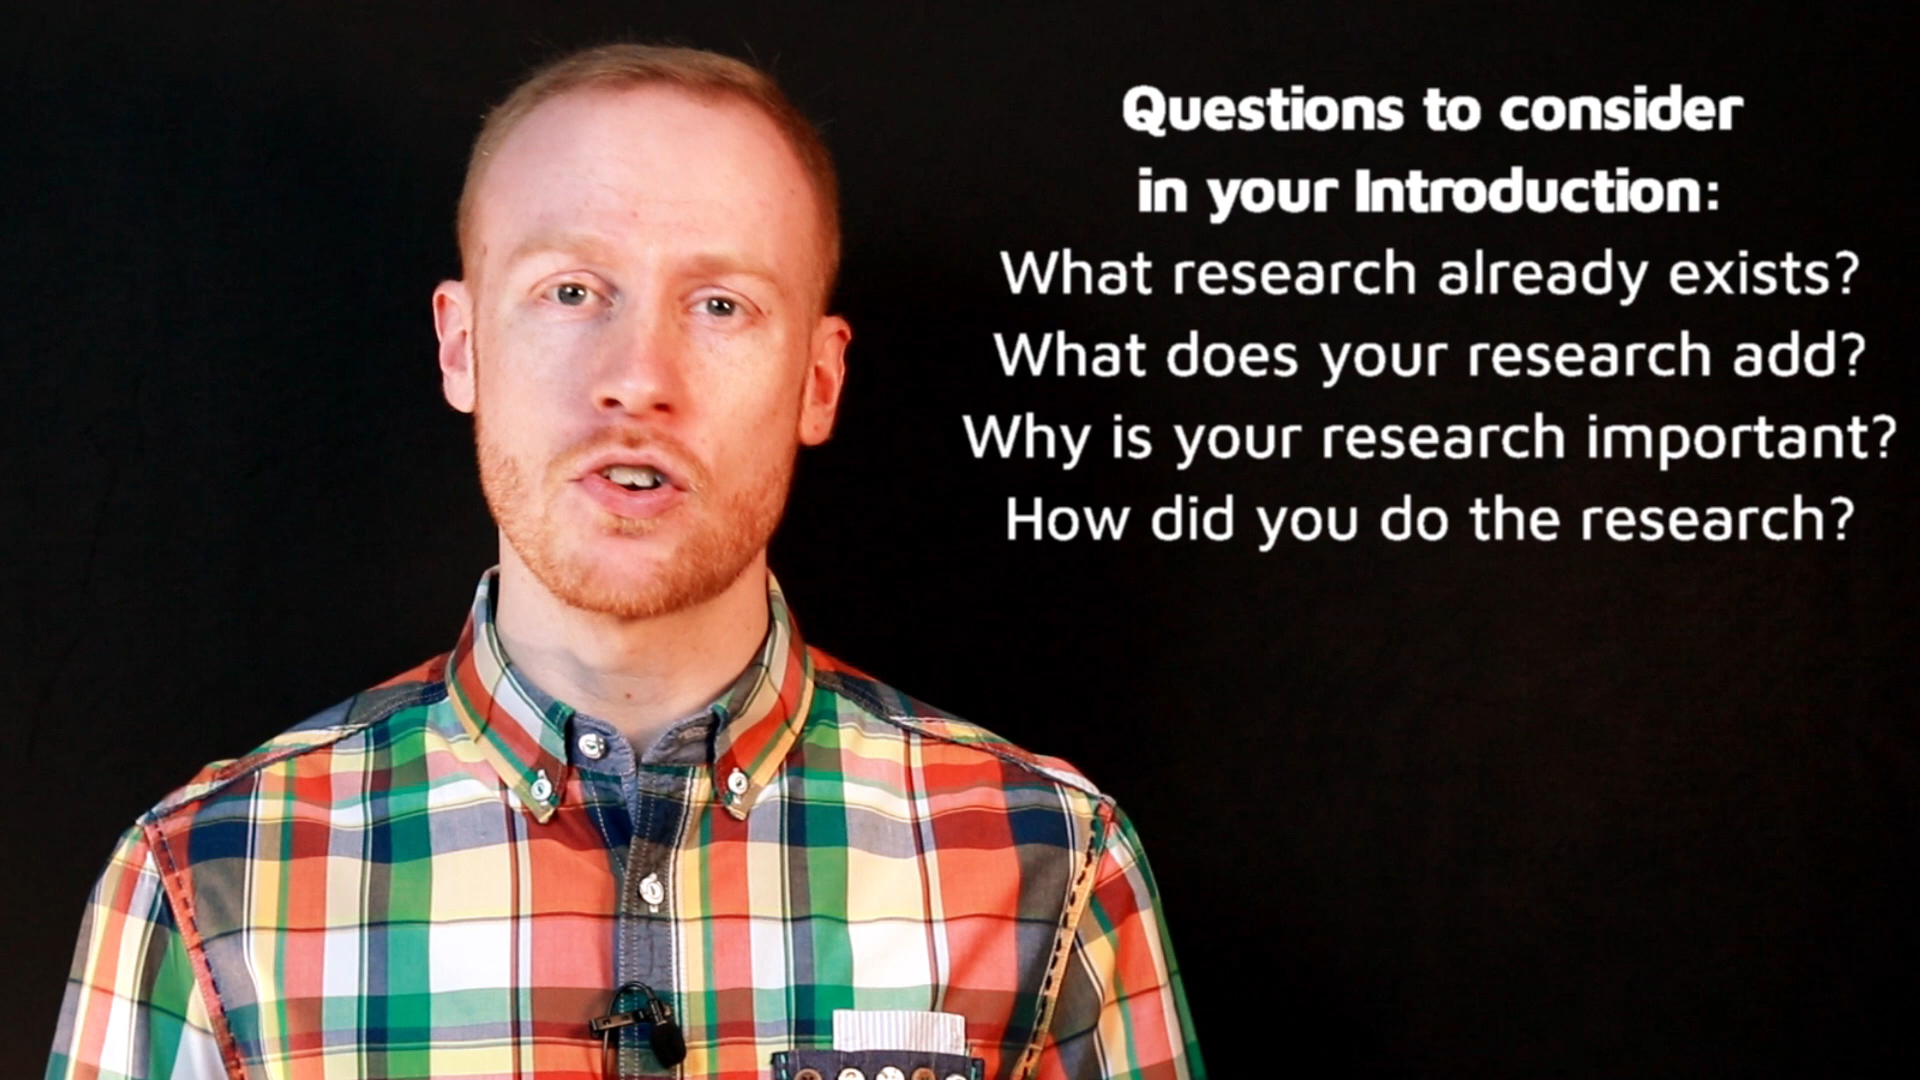 Questions to consider
in your Introduction:
What research already exists?
What does your research add?
Why is your research important?
How did you do the research?